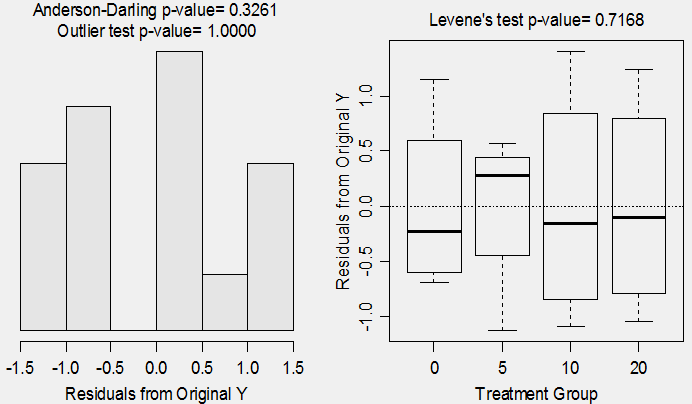 Anderson-Darling p-value= 0.3261
Outlier test p-value= 1.0000
-1.5 -1.0 -0.5 0.0 0.5 1.0 1.5
Residuals from Original Y
Levene's test p-value= 0.7168
Residuals from Original Y
1.0
0.5
0.0
-0.5
-1.0
0 5 10 20
Treatment Group